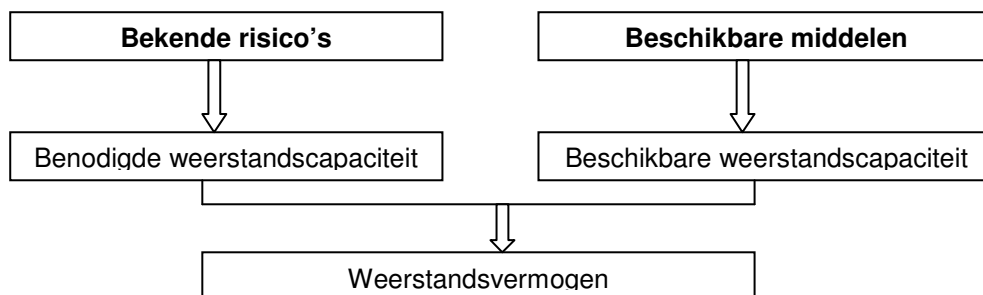 Bekende risico's
Beschikbare middelen
Benodigde weerstandscapaciteit
Beschikbare weerstandscapaciteit
Weerstandsvermogen